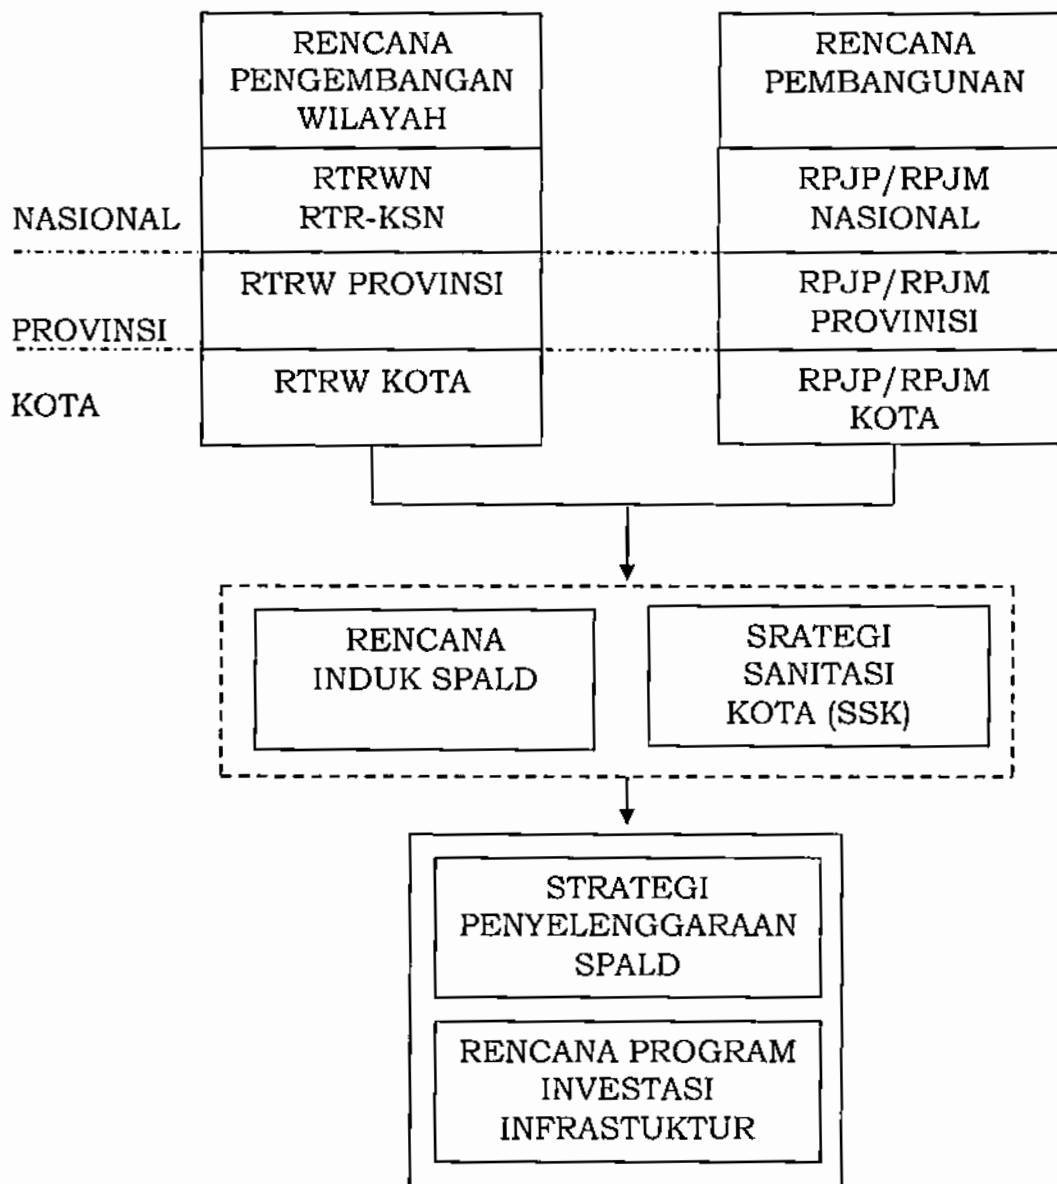 RENCANA
PENGEMBANGAN
WILAYAH
RENCANA
PEMBANGUNAN
NASIONAL
RTRWN
RTR-KSN
RPJP/RPJM
NASIONAL
PROVINSI
RTRW PROVINSI
RPJP/RPJM
PROVINISI
KOTA
RTRW KOTA
RPJP/RPJM
KOTA
RENCANA
INDUK SPALD
SRATEGI
SANITASI
KOTA (SSK)
STRATEGI
PENYELENGGARAAN
SPALD
RENCANA PROGRAM
INVESTASI
INFRASTUKTUR